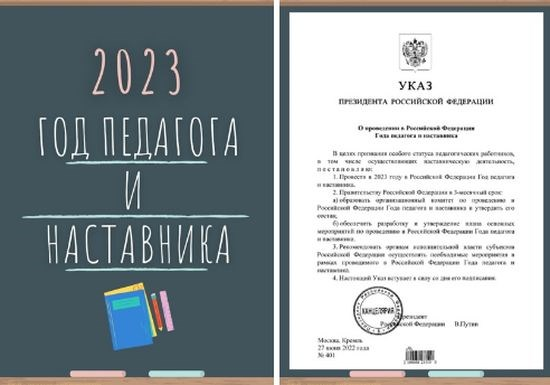 2023
ГОД ПЕДАГОГА
И
НАСТАВНИКА
УКАЗ
ПРЕЗИДЕНТА РОССИЙСКОЙ ФЕДЕРАЦИИ
О проведении в Российской Федерации
Года педагога и наставника
В целях признания особого статуса педагогических работников,
в том числе осуществляющих наставническую деятельность,
постановляю:
1. Провести в 2023 году в Российской Федерации Год педагога
и наставника.
2. Правительству Российской Федерации в 3-месячный срок:
а) образовать организационный комитет по проведению в
Российской Федерации Года педагога и наставника и утвердить его
состав;
б) обеспечить разработку и утверждение плана основных
мероприятий по проведению в Российской Федерации Года педагога
и наставника.
3. Рекомендовать органам исполнительной власти субъектов
Российской Федерации осуществлять необходимые мероприятия в
рамках проводимого в Российской Федерации Года педагога и
наставника.
4. Настоящий Указ вступает в силу со дня его подписания.
КАНЦЕЛЯРИЯ
Президент
Российской Федерации В.Путин
Москва, Кремль
27 июня 2022 года
№ 401